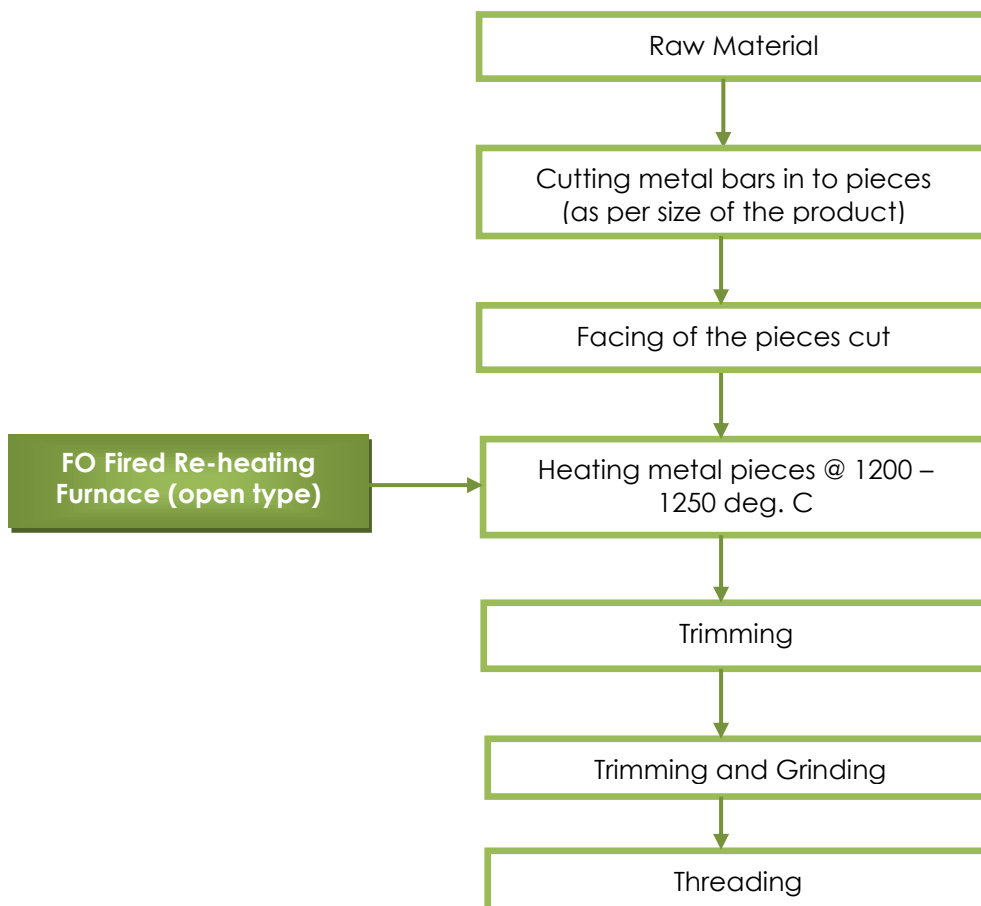 Raw Material
Cutting metal bars in to pieces
(as per size of the product)
Facing of the pieces cut
FO Fired Re-heating
Furnace (open type)
Heating metal pieces @ 1200 –
1250 deg. C
Trimming
Trimming and Grinding
Threading